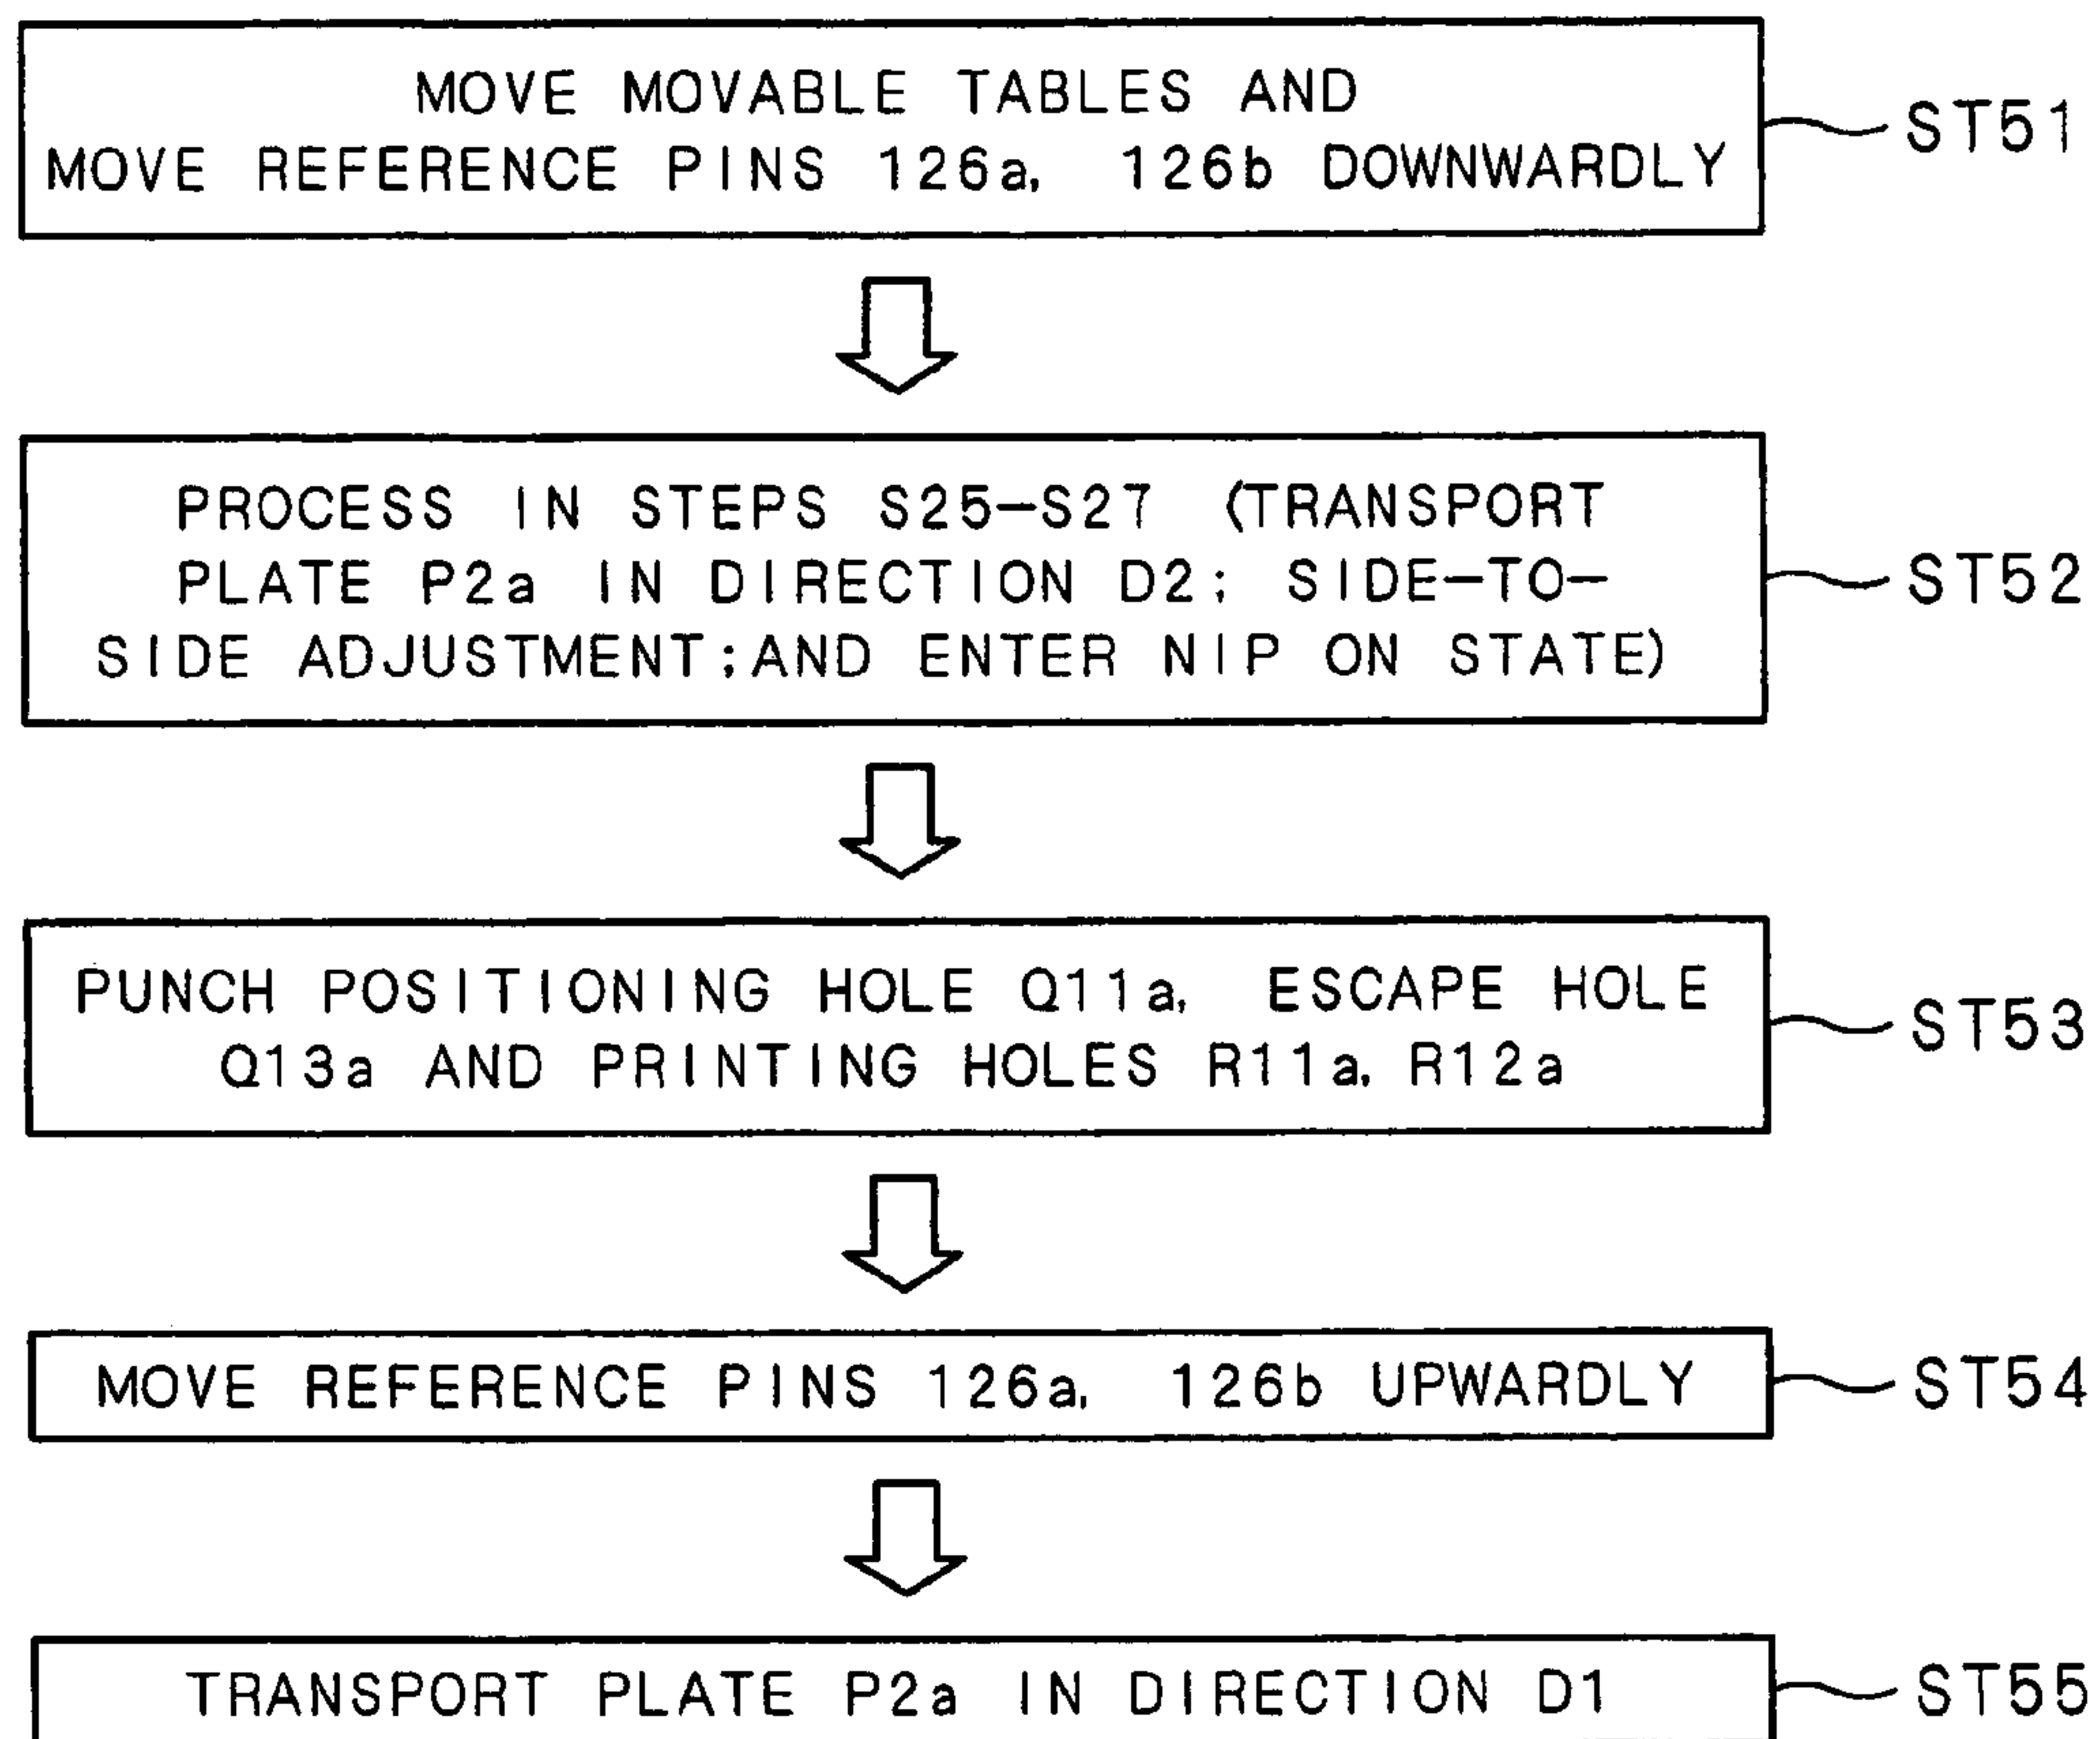 MOVE MOVABLE TABLES AND
MOVE REFERENCE PINS 126a, 126b DOWNWARDLY
ST51
PROCESS IN STEPS S25–S27 (TRANSPORT
PLATE P2a IN DIRECTION D2; SIDE–TO–
SIDE ADJUSTMENT;AND ENTER NIP ON STATE)
ST52
PUNCH POSITIONING HOLE Q11a, ESCAPE HOLE
Q13a AND PRINTING HOLES R11a, R12a
ST53
MOVE REFERENCE PINS 126a, 126b UPWARDLY
ST54
TRANSPORT PLATE P2a IN DIRECTION D1
ST55